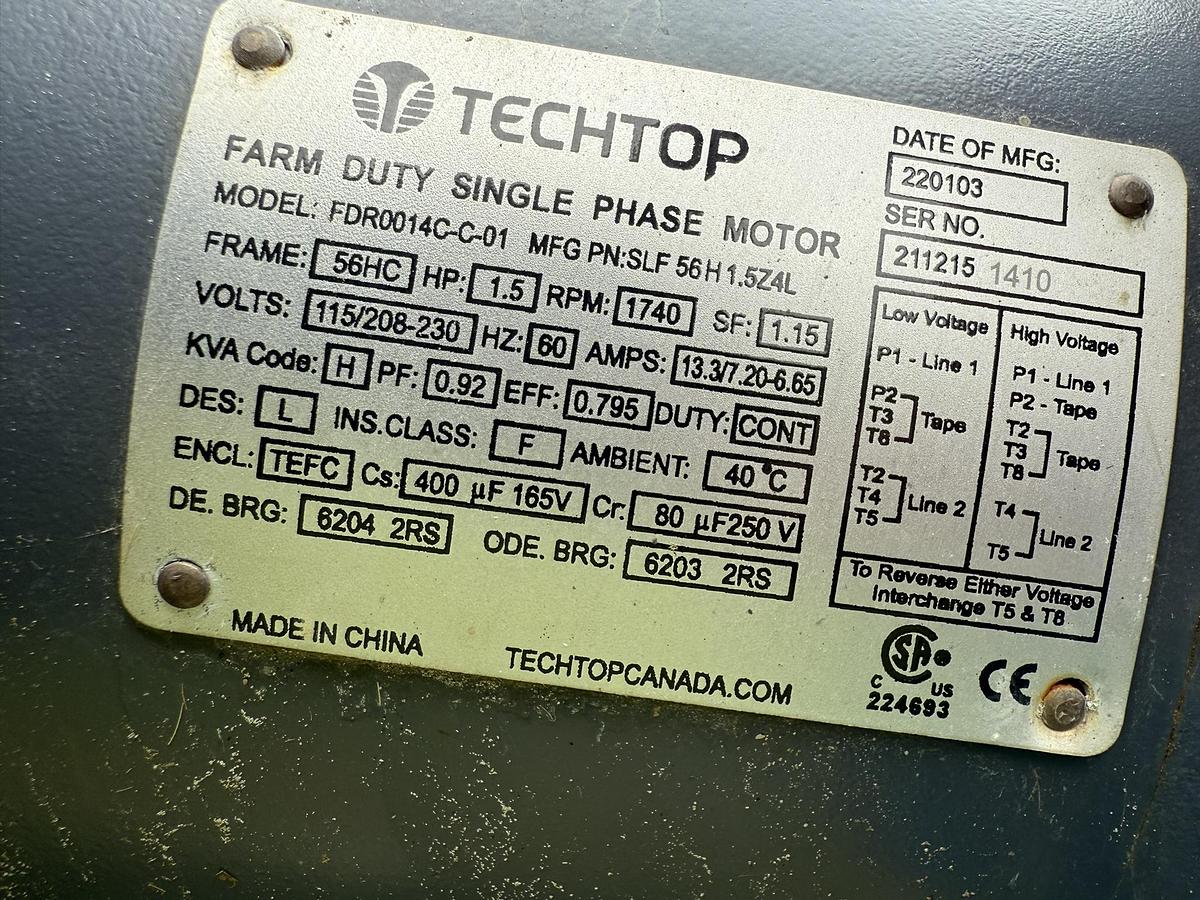 TECHTOP
FARM DUTY SINGLE PHASE MOTOR
MODEL: FDR0014C-C-01 MFG PN:SLF 56H1.5Z4L
FRAME: 56HC HP: 1.5 RPM: 1740 SF: 1.15
VOLTS: 115/208-230 HZ: 60 AMPS: 13.3/7.20-6.65
KVA Code: H PF: 0.92 EFF: 0.795 DUTY: CONT
DES: L INS.CLASS: F AMBIENT: 40°C
ENCL: TEFC Cs: 400 µF 165V Cr: 80 µF250 V
DE. BRG: 6204 2RS ODE. BRG: 6203 2RS
MADE IN CHINA TECHTOPCANADA.COM
DATE OF MFG:
220103
SER NO.
211215 1410
Low Voltage
P1 - Line 1
P2
T3 Tape
T8
T2
T4 Line 2
T5
High Voltage
P1 - Line 1
P2 - Tape
T2
T3 Tape
T8
T4
Line 2
T5
To Reverse Either Voltage
Interchange T5 & T8
CSA® CE
C US
224693